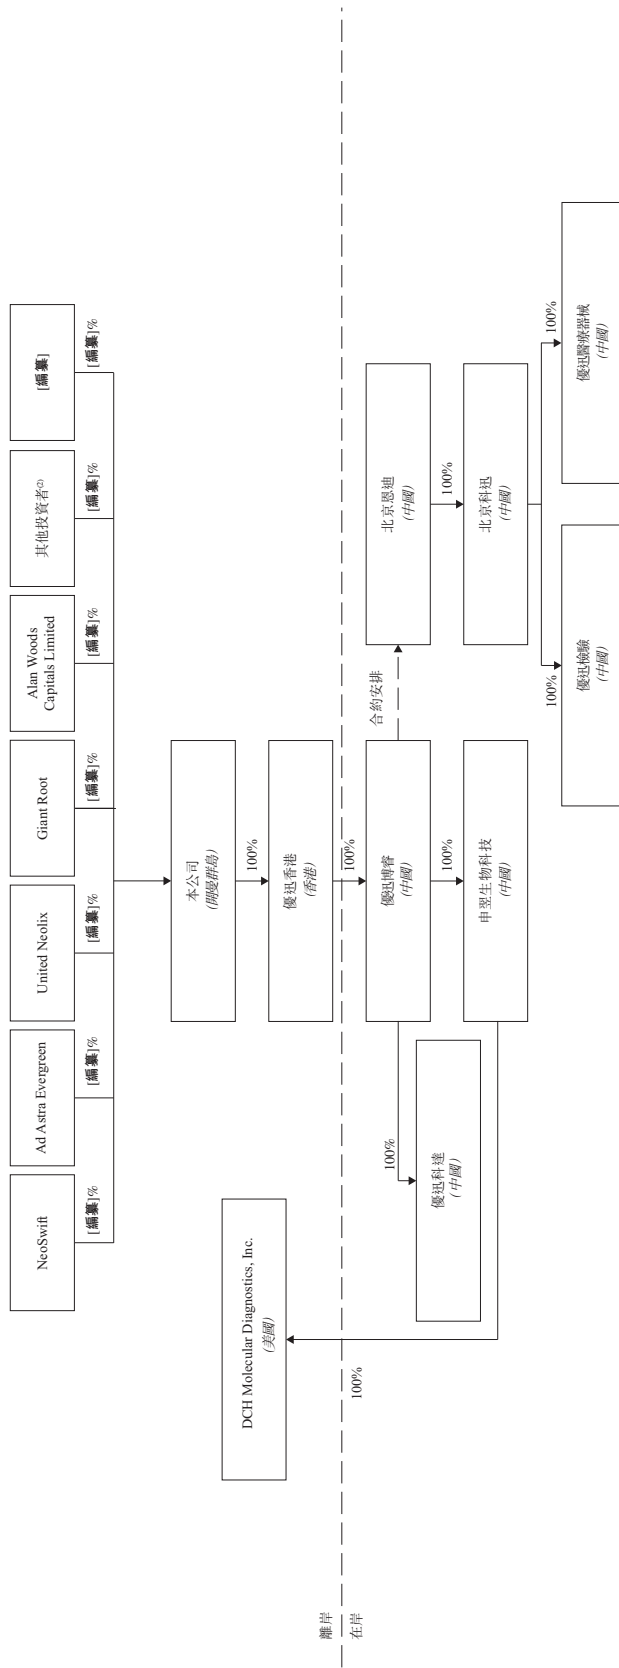 NeoSwift
Ad Astra Evergreen
United Neolix
Giant Root
Alan Woods
Capitals Limited
其他投資者(2)
[編纂]
[編纂]%
[編纂]%
[編纂]%
[編纂]%
[編纂]%
[編纂]%
[編纂]%
本公司
(開曼群島)
100%
DCH Molecular Diagnostics, Inc.
(美國)
優迅香港
(香港)
離岸
100%
在岸
100%
優迅博睿
(中國)
合約安排
北京恩迪
(中國)
100%
100%
100%
優迅科達
(中國)
申翌生物科技
(中國)
北京科迅
(中國)
100%
100%
優迅檢驗
(中國)
優迅醫療器械
(中國)